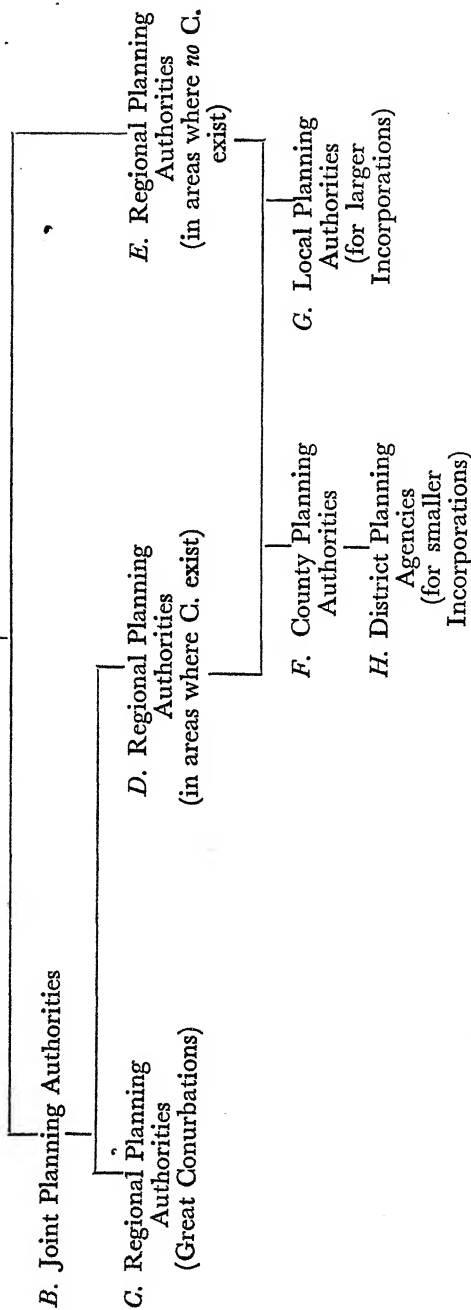 B. Joint Planning Authorities
C. Regional Planning
Authorities
(Great Conurbations)
D. Regional Planning
Authorities
(in areas where C. exist)
E. Regional Planning
Authorities
(in areas where no C.
exist)
F. County Planning
Authorities
G. Local Planning
Authorities
(for larger
Incorporations)
H. District Planning
Agencies
(for smaller
Incorporations)